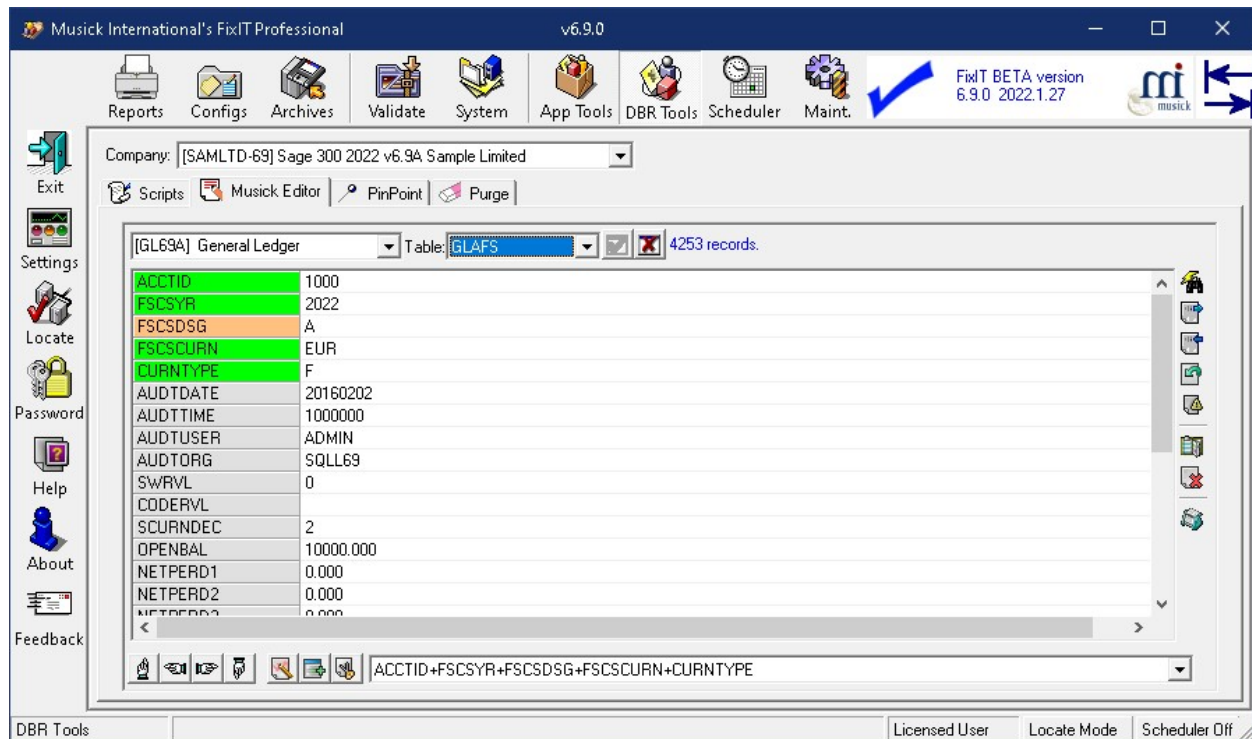 Musick International's FixIT Professional v6.9.0
Reports Configs Archives Validate System App Tools DBR Tools Scheduler Maint.
FixIT BETA version
6.9.0 2022.1.27
mi
musick
Exit
Settings
Locate
Password
Help
About
Feedback
Company: [SAMLTD-69] Sage 300 2022 v6.9A Sample Limited
Scripts Musick Editor PinPoint Purge
[GL69A] General Ledger Table: GLAFS 4253 records.
ACCTID 1000
FSCSYR 2022
FSCSDSG A
FSCSCURN EUR
CURNTYPE F
AUDTDATE 20160202
AUDTTIME 1000000
AUDTUSER ADMIN
AUDTORG SQLL69
SWRVL 0
CODERVL
SCURNDEC 2
OPENBAL 10000.000
NETPERD1 0.000
NETPERD2 0.000
NETPERD3 0.000
ACCTID+FSCSYR+FSCSDSG+FSCSCURN+CURNTYPE
DBR Tools Licensed User Locate Mode Scheduler Off